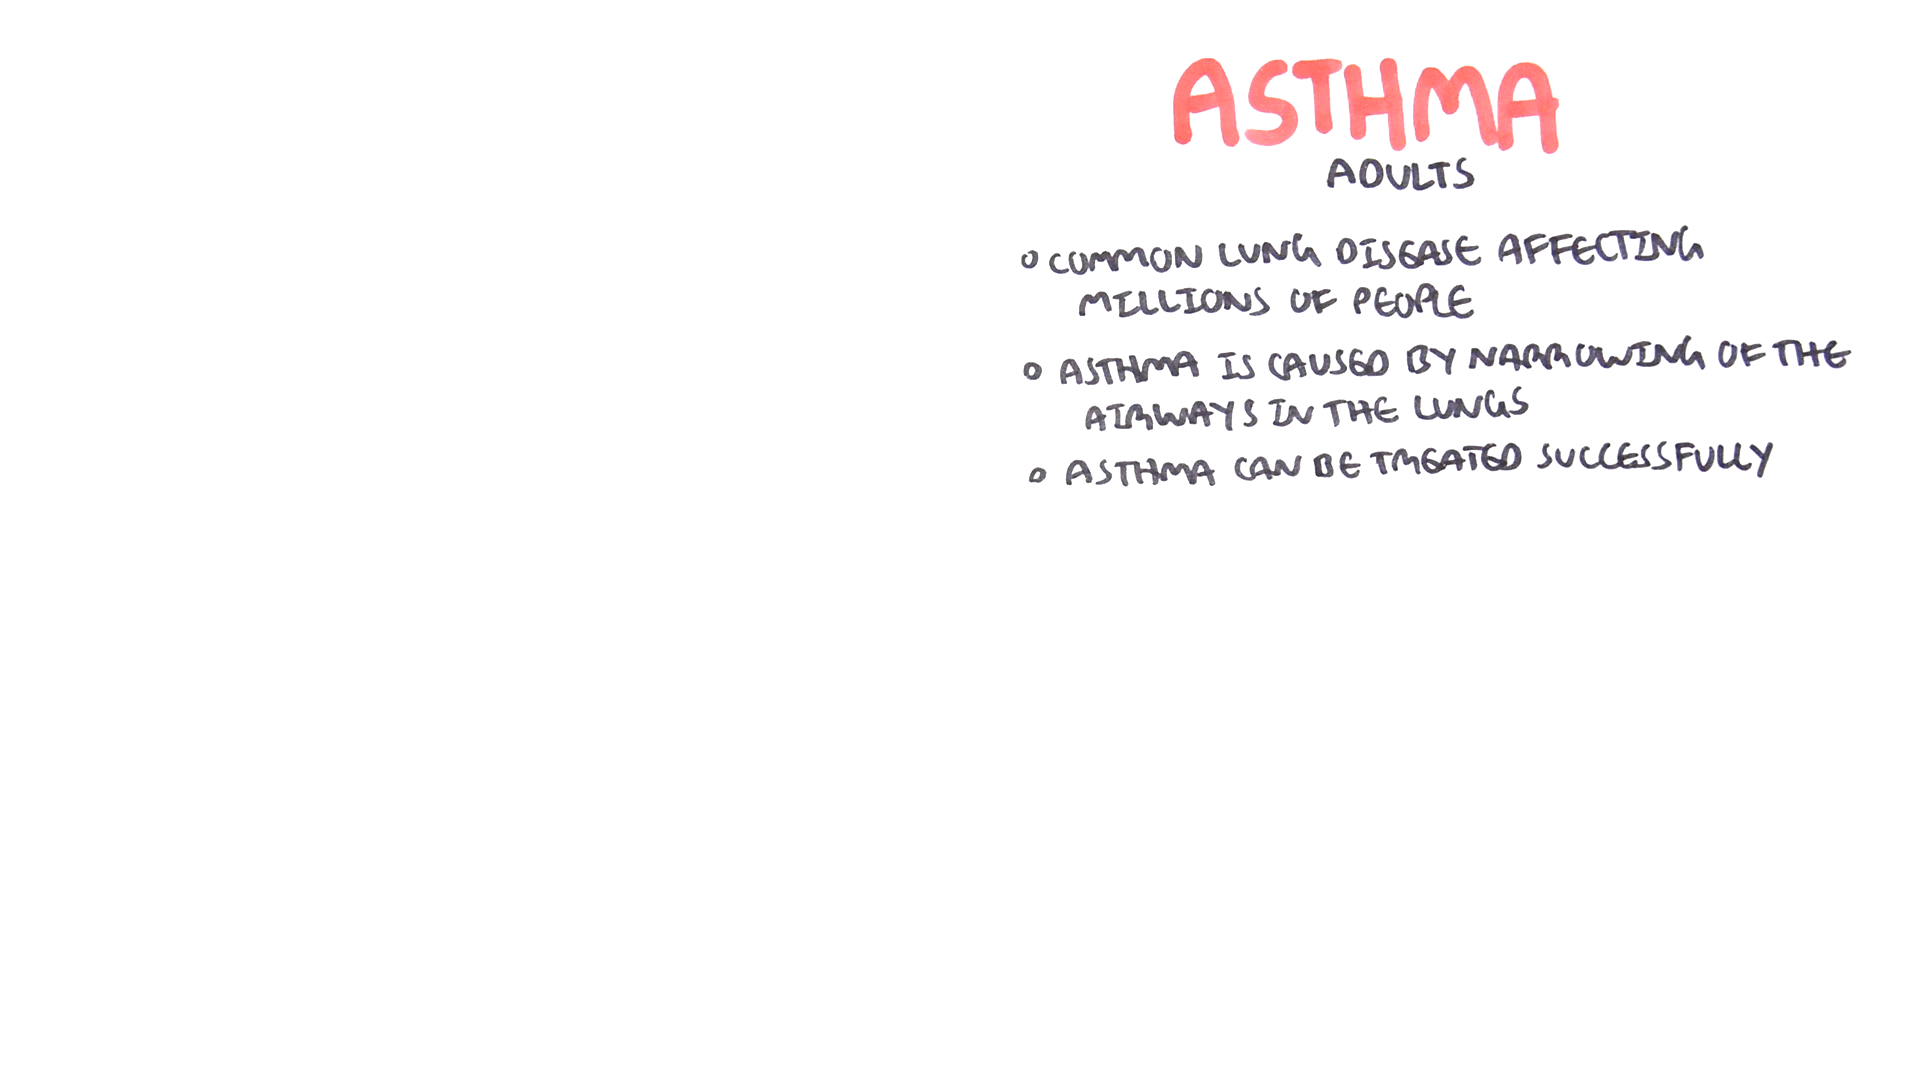 ASTHMA
ADULTS
o COMMON LUNG DISEASE AFFECTING
MILLIONS OF PEOPLE
o ASTHMA IS CAUSED BY NARROWING OF THE
AIRWAYS IN THE LUNGS
o ASTHMA CAN BE TREATED SUCCESSFULLY